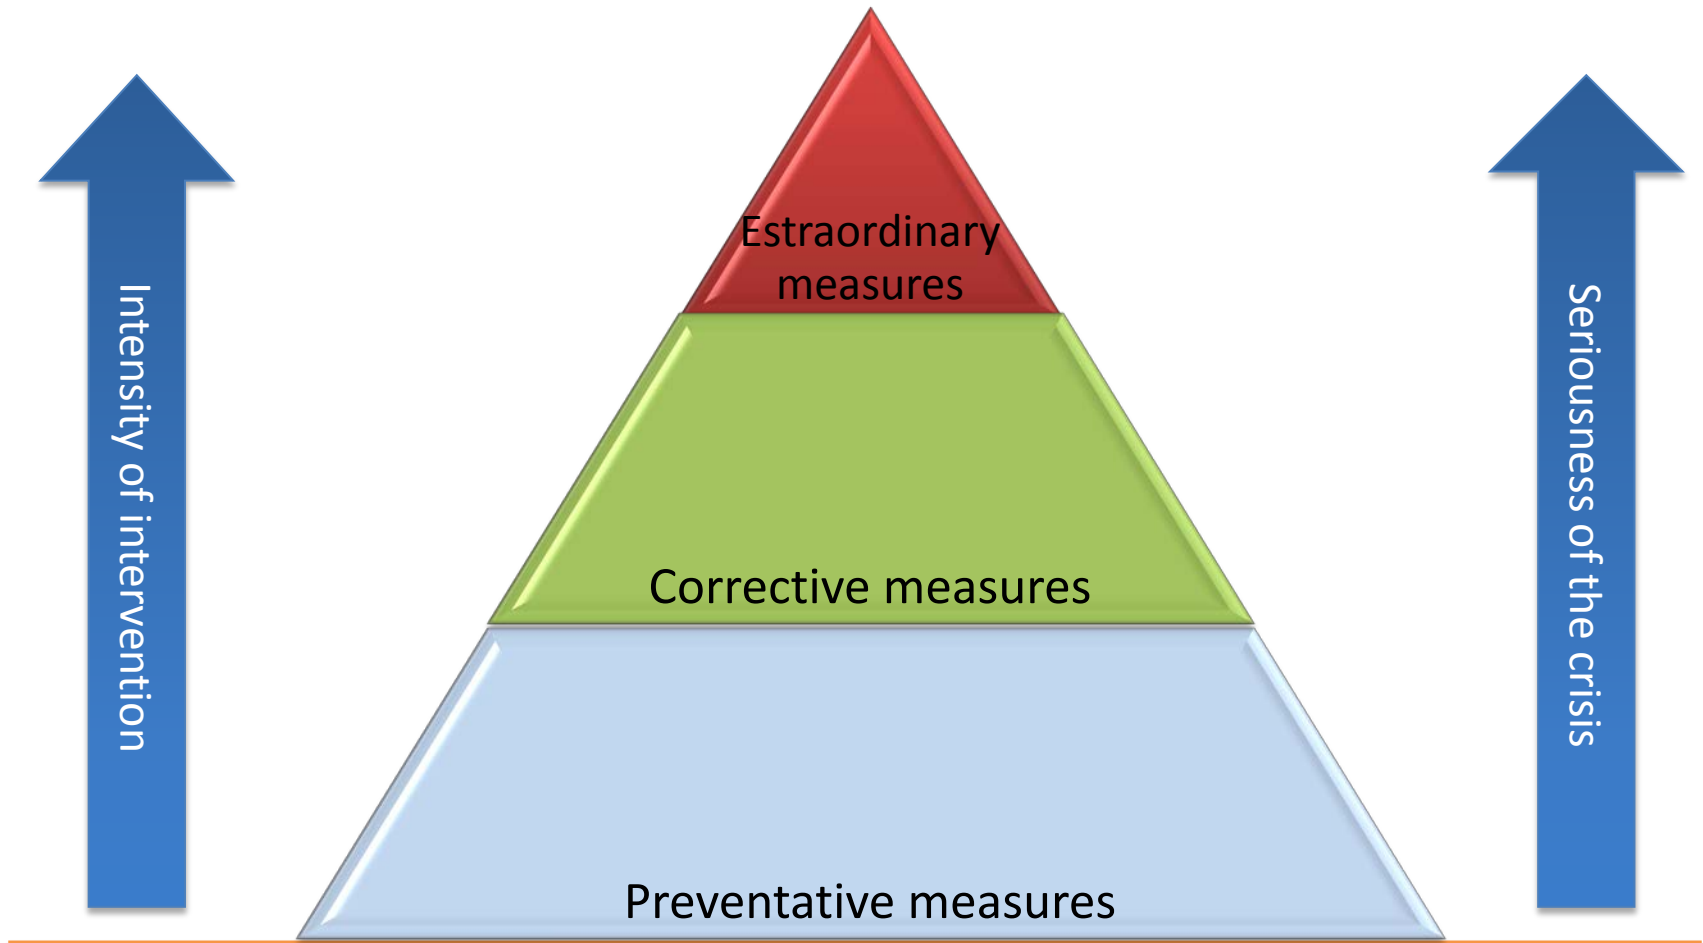 Intensity of intervention
Estraordinary
measures
Corrective measures
Preventative measures
Seriousness of the crisis